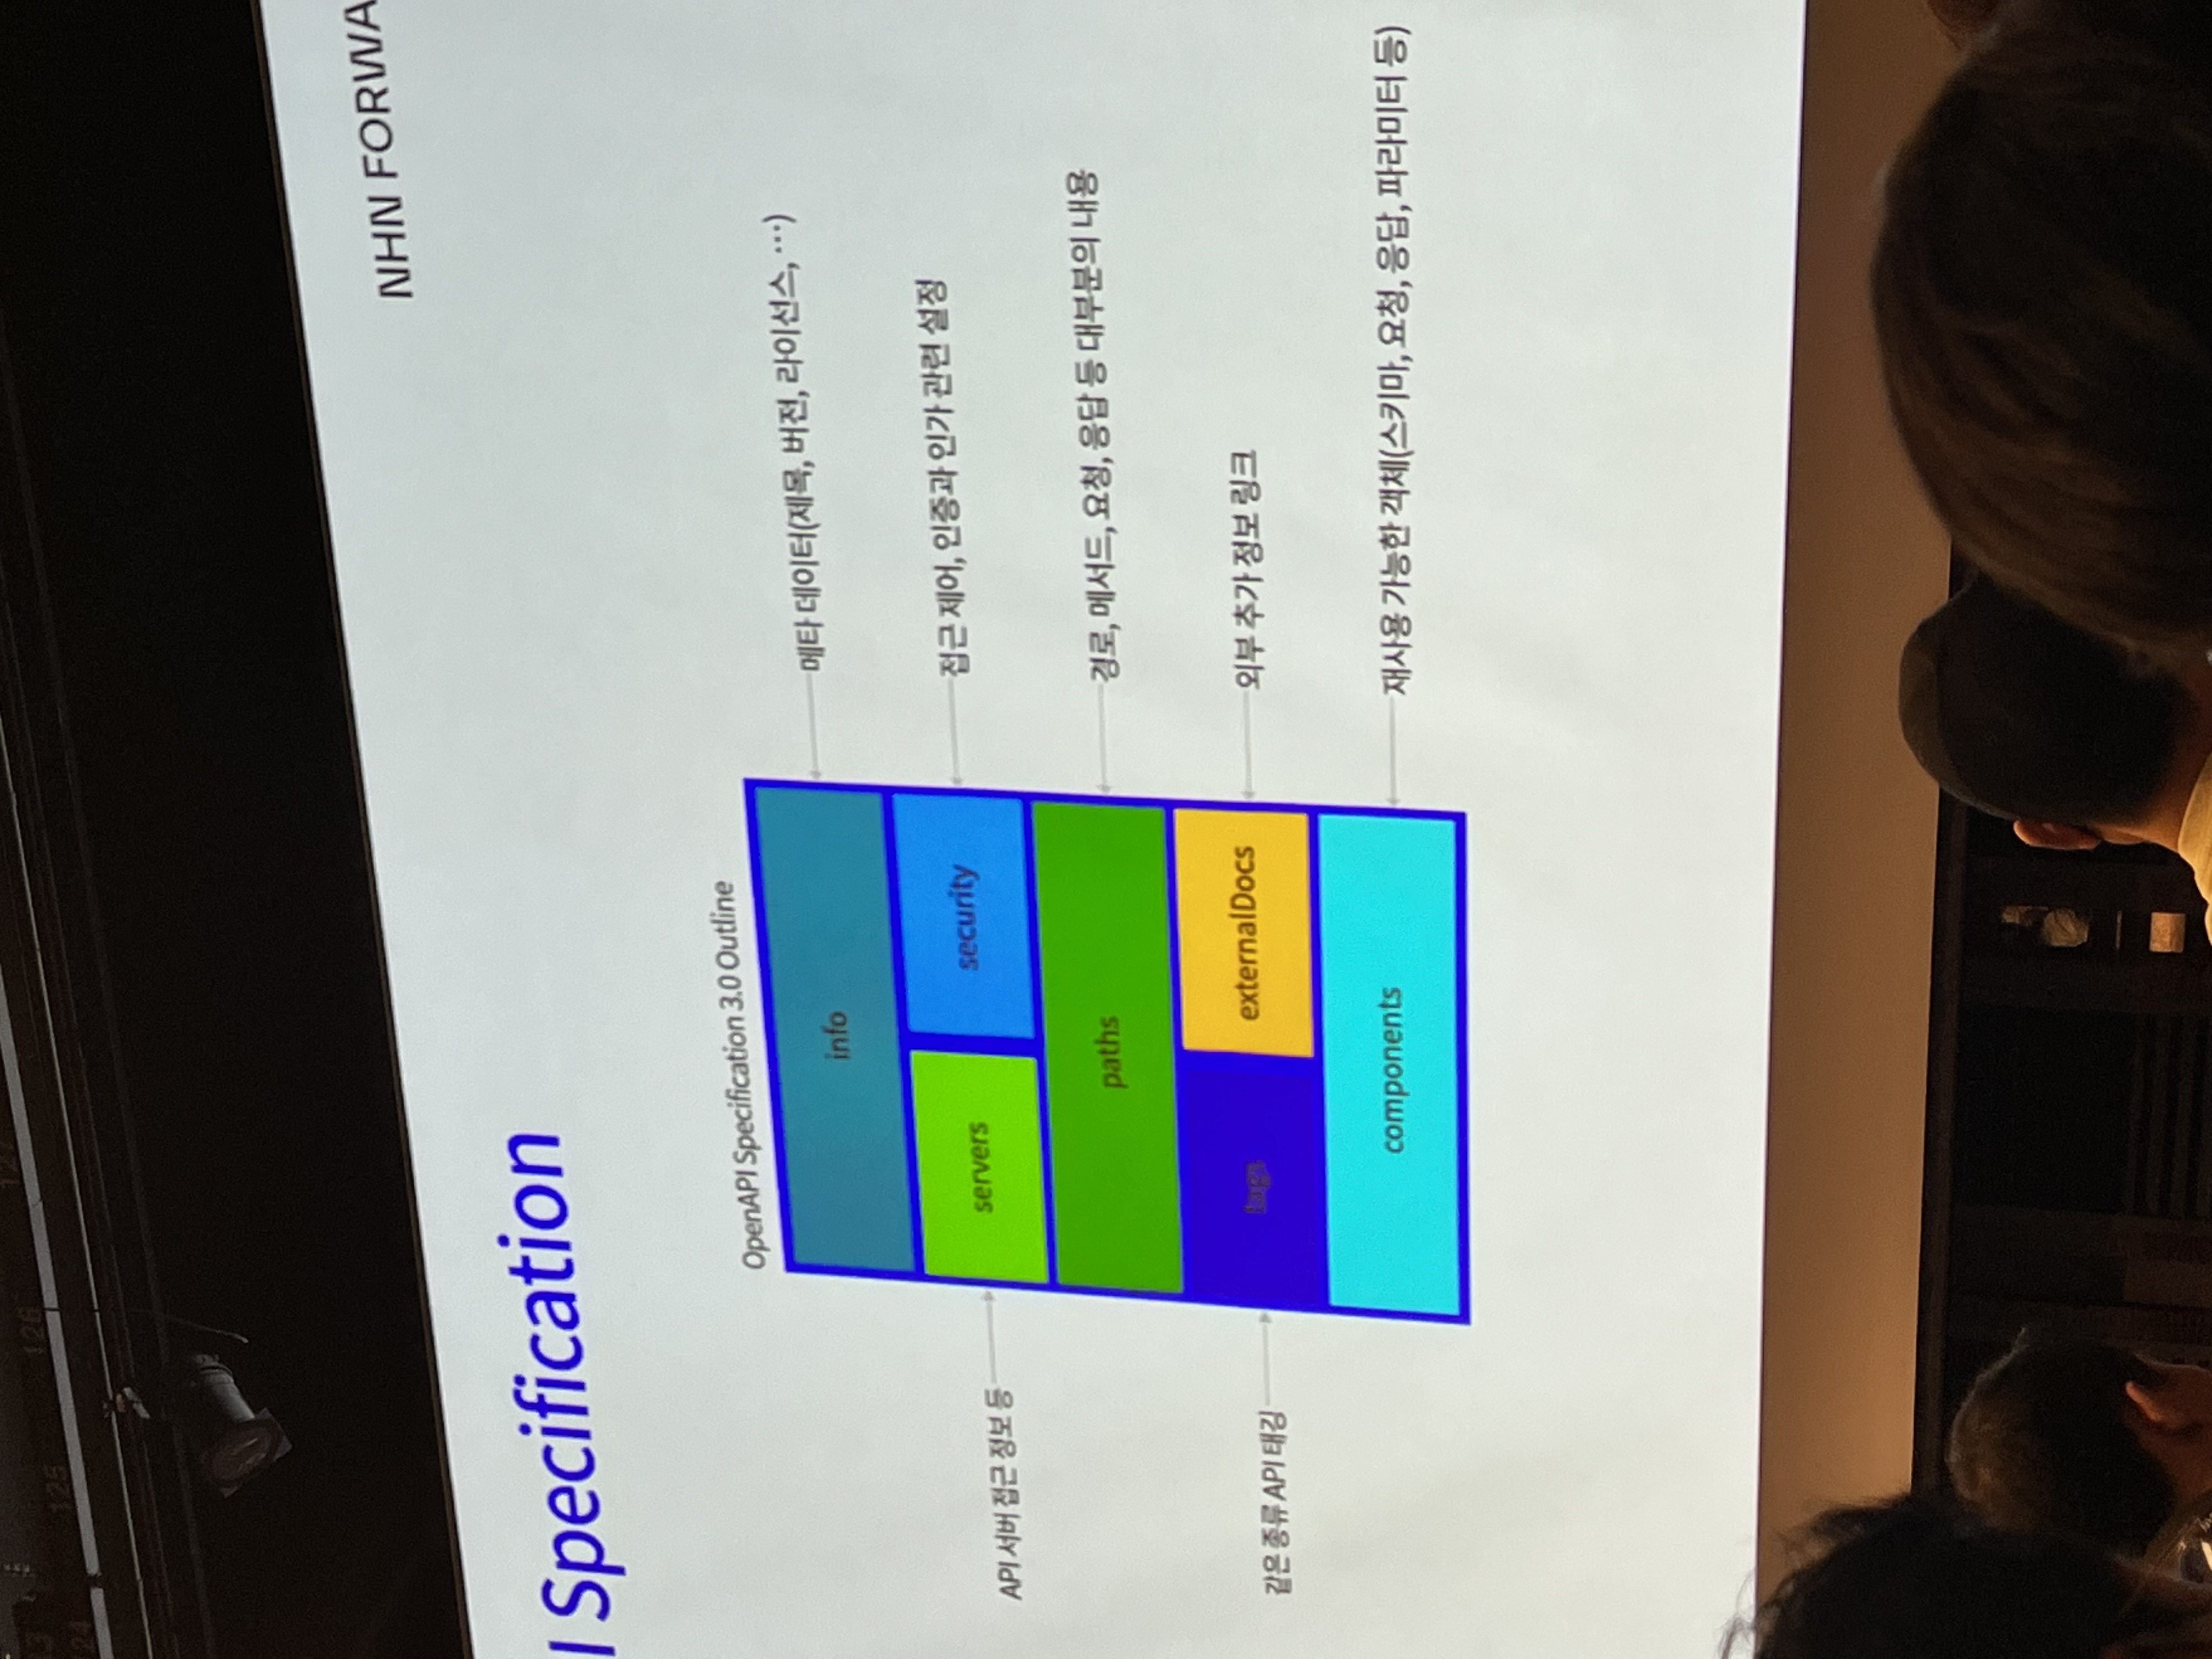 125
126
NHN FORWA
I Specification
OpenAPI Specification 3.0 Outline
info
메타 데이터(제목, 버전, 라이선스, ⋯)
servers
security
접근 제어, 인증과 인가 관련 설정
API 서버 접근 정보 등
paths
경로, 메서드, 요청, 응답 등 대부분의 내용
tags
externalDocs
외부 추가 정보 링크
같은 종류 API 태깅
components
재사용 가능한 객체(스키마, 요청, 응답, 파라미터 등)